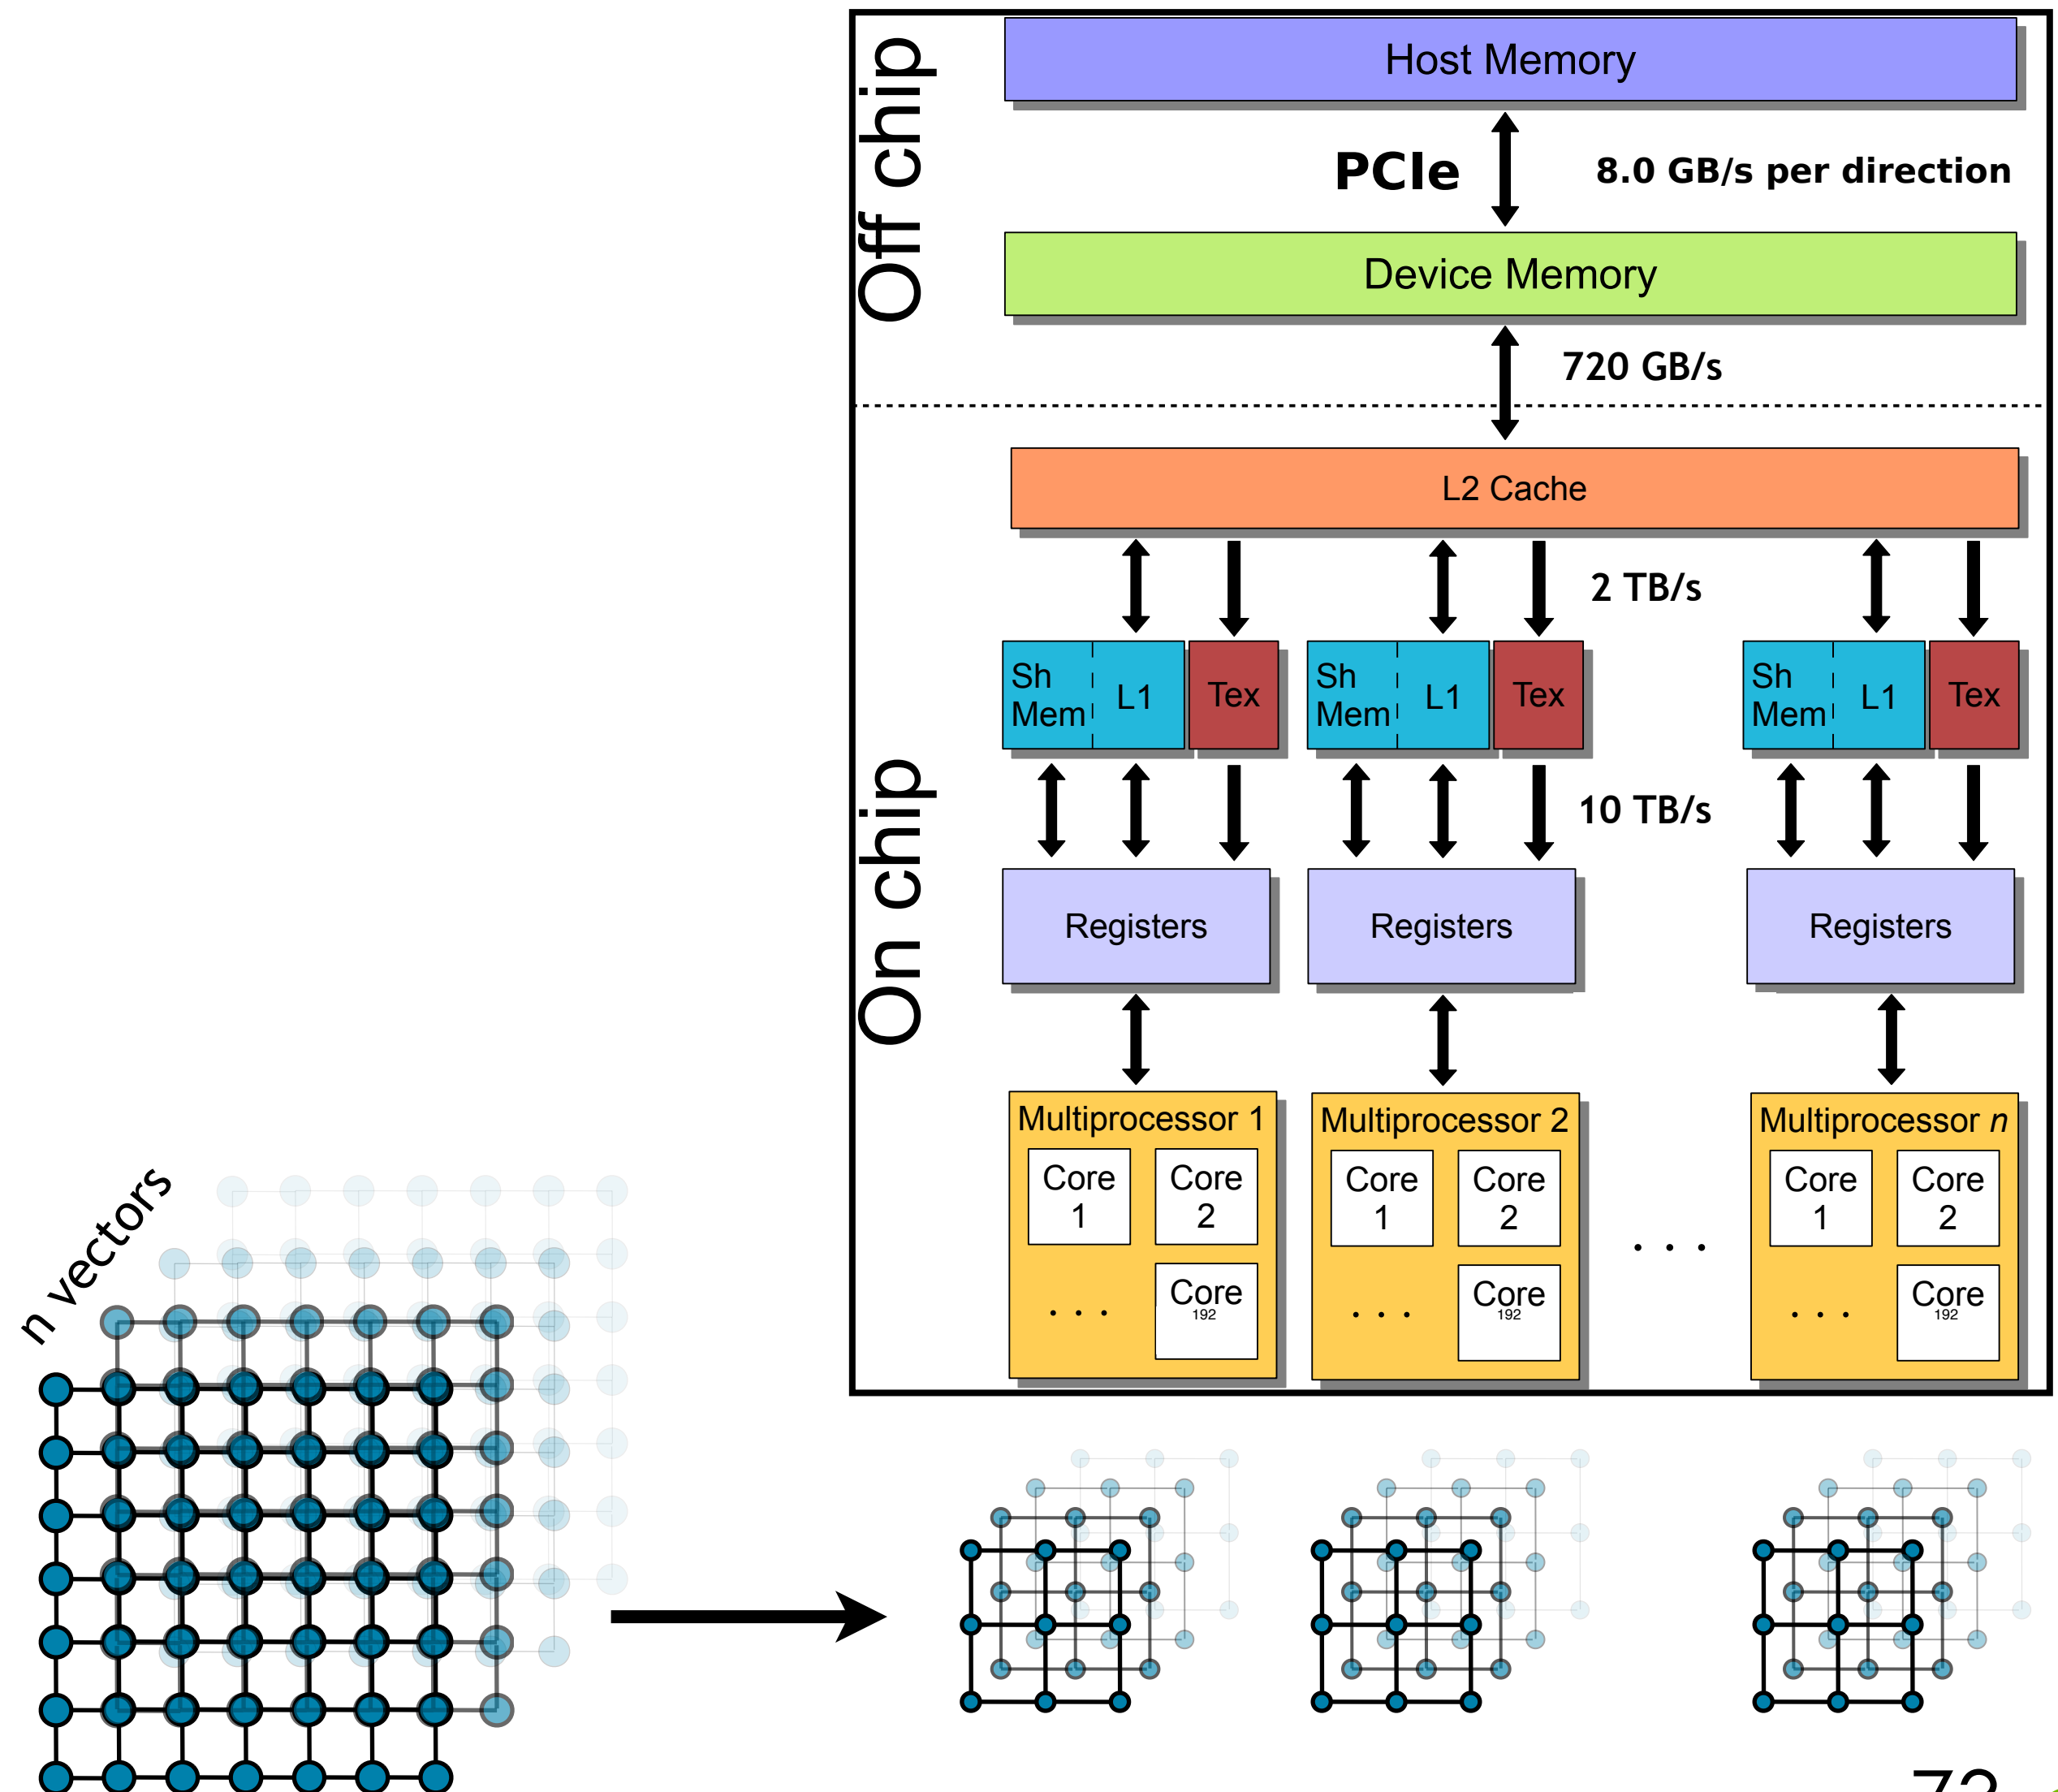 Off chip
Host Memory
PCIe
8.0 GB/s per direction
Device Memory
720 GB/s
On chip
L2 Cache
2 TB/s
Sh
Mem
L1
Tex
Sh
Mem
L1
Tex
Sh
Mem
L1
Tex
10 TB/s
Registers
Registers
Registers
Multiprocessor 1
Core
1
Core
2
. . .
Core
192
Multiprocessor 2
Core
1
Core
2
. . .
Core
192
. . .
Multiprocessor n
Core
1
Core
2
. . .
Core
192
n vectors